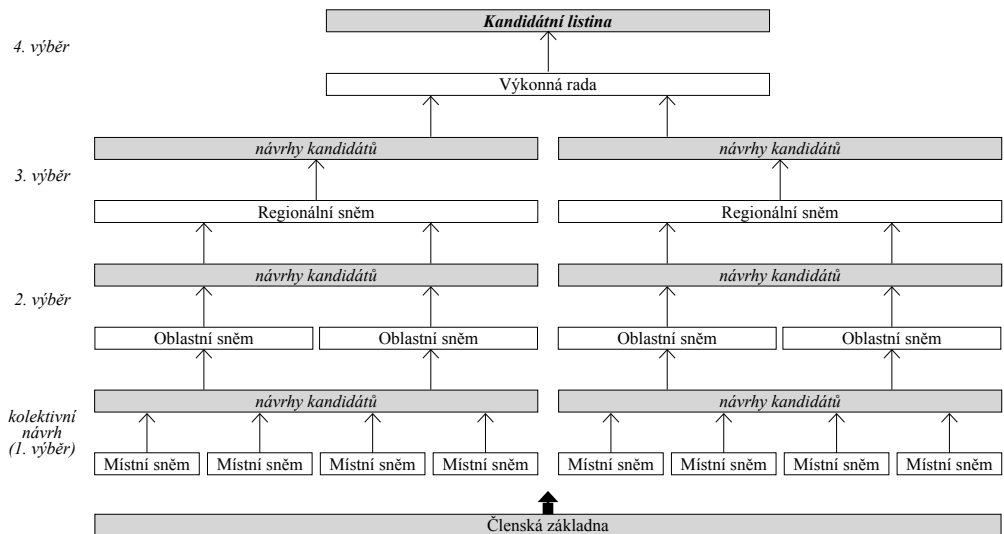 Kandidátní listina
4. výběr
Výkonná rada
návrhy kandidátů návrhy kandidátů
3. výběr
Regionální sněm Regionální sněm
návrhy kandidátů návrhy kandidátů
2. výběr
Oblastní sněm Oblastní sněm Oblastní sněm Oblastní sněm
návrhy kandidátů návrhy kandidátů
kolektivní
návrh
(1. výběr)
Místní sněm Místní sněm Místní sněm Místní sněm Místní sněm Místní sněm Místní sněm Místní sněm
Členská základna